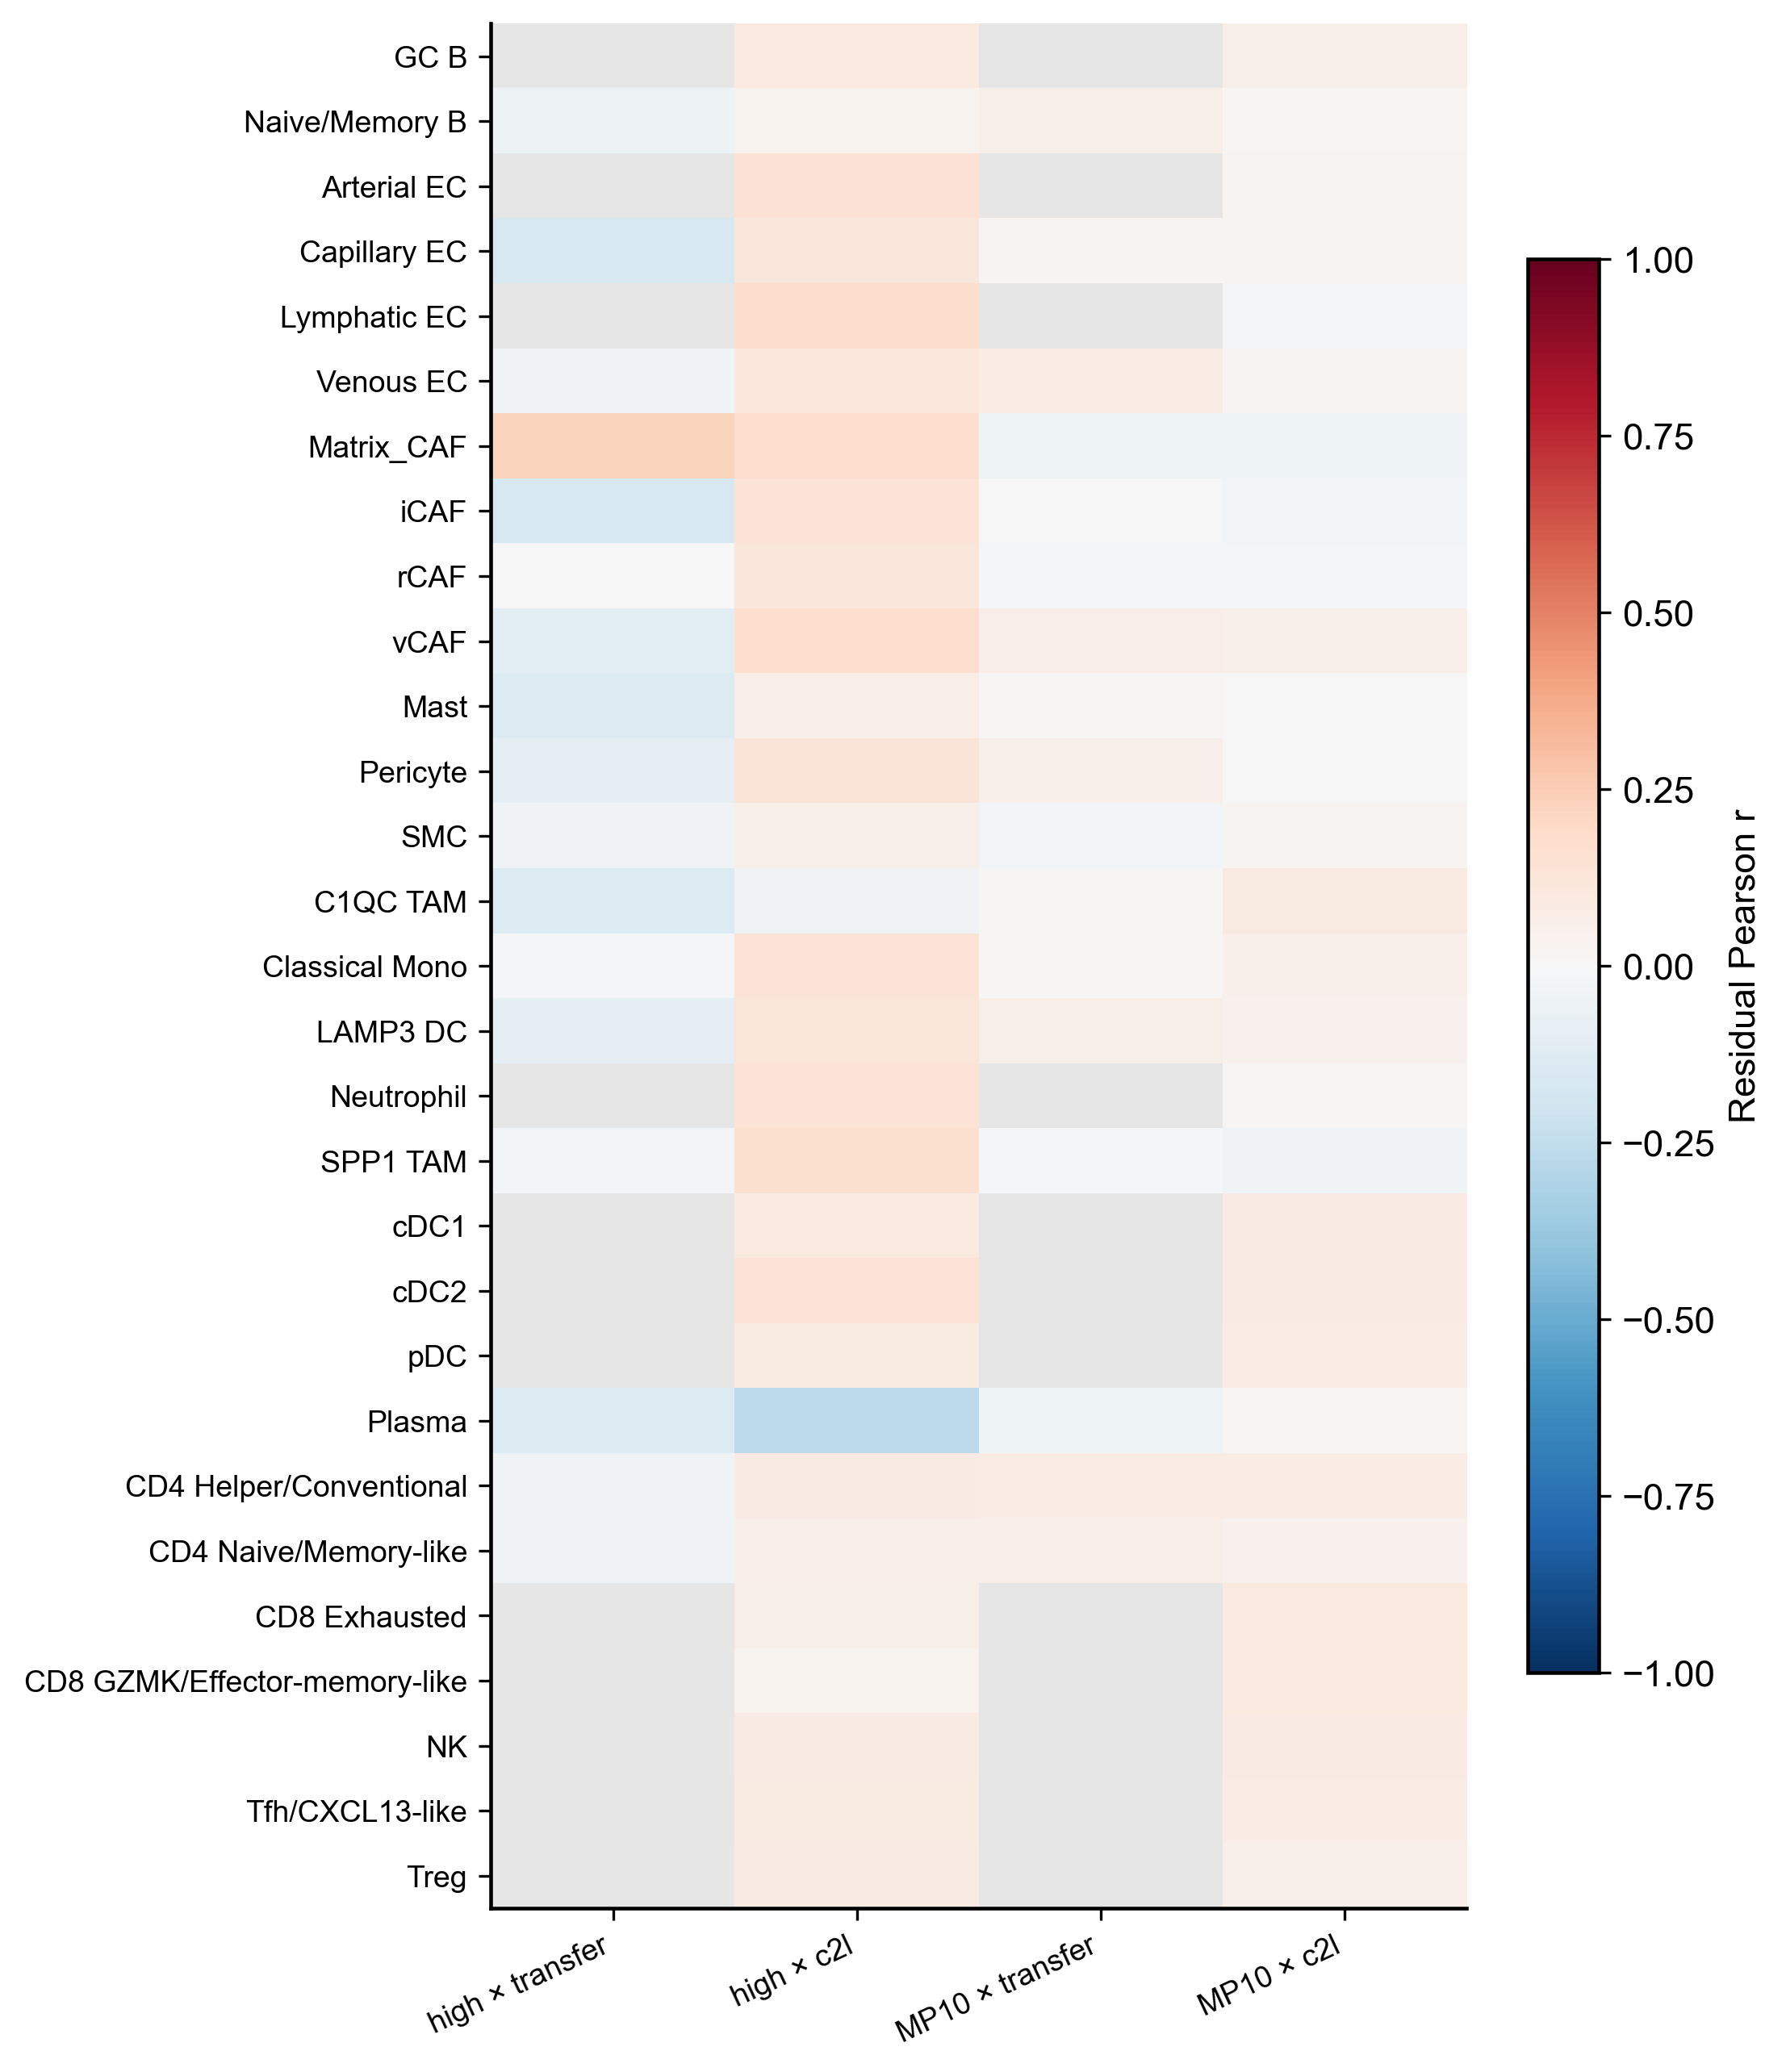 GC B
Naive/Memory B
Arterial EC
Capillary EC
Lymphatic EC
Venous EC
Matrix_CAF
iCAF
rCAF
vCAF
Mast
Pericyte
SMC
C1QC TAM
Classical Mono
LAMP3 DC
Neutrophil
SPP1 TAM
cDC1
cDC2
pDC
Plasma
CD4 Helper/Conventional
CD4 Naive/Memory-like
CD8 Exhausted
CD8 GZMK/Effector-memory-like
NK
Tfh/CXCL13-like
Treg
high × transfer
high × c2l
MP10 × transfer
MP10 × c2l
1.00
0.75
0.50
0.25
0.00
−0.25
−0.50
−0.75
−1.00
Residual Pearson r